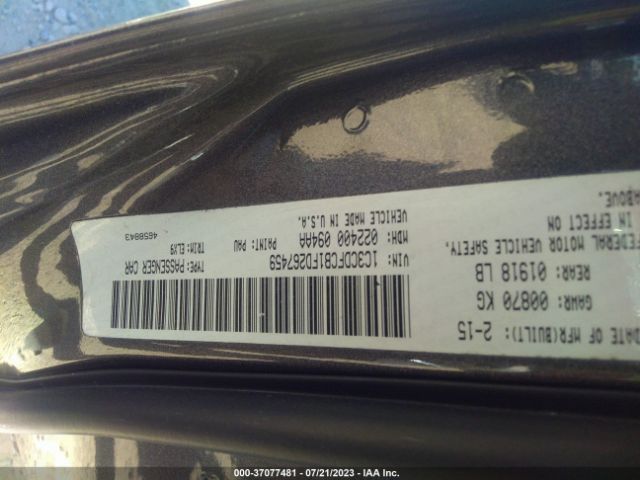 DATE OF MFR(BUILT): 2-15
GAWR: 00870 KG
REAR: 01918 LB
FEDERAL MOTOR VEHICLE SAFETY,
IN EFFECT ON
ABOVE.
VIN: 1C3CDFCB1FD267459
TYPE: PASSENGER CAR
MDH: 022400 094AA
PAINT: PAU
TRIM: ELX9
VEHICLE MADE IN U.S.A.
4658843
000-37077481 - 07/21/2023 - IAA Inc.